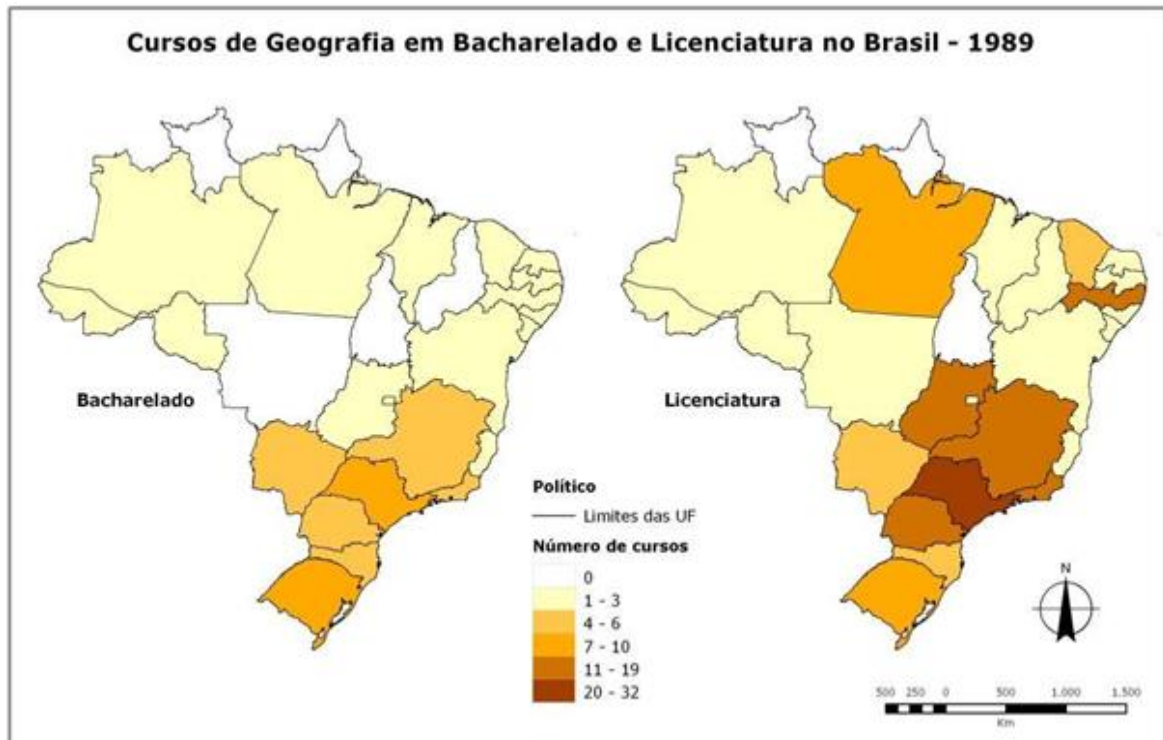 Cursos de Geografia em Bacharelado e Licenciatura no Brasil - 1989
Bacharelado
Licenciatura
Político
Limites das UF
Número de cursos
0
1 - 3
4 - 6
7 - 10
11 - 19
20 - 32
N
500 250 0 500 1.000 1.500
Km